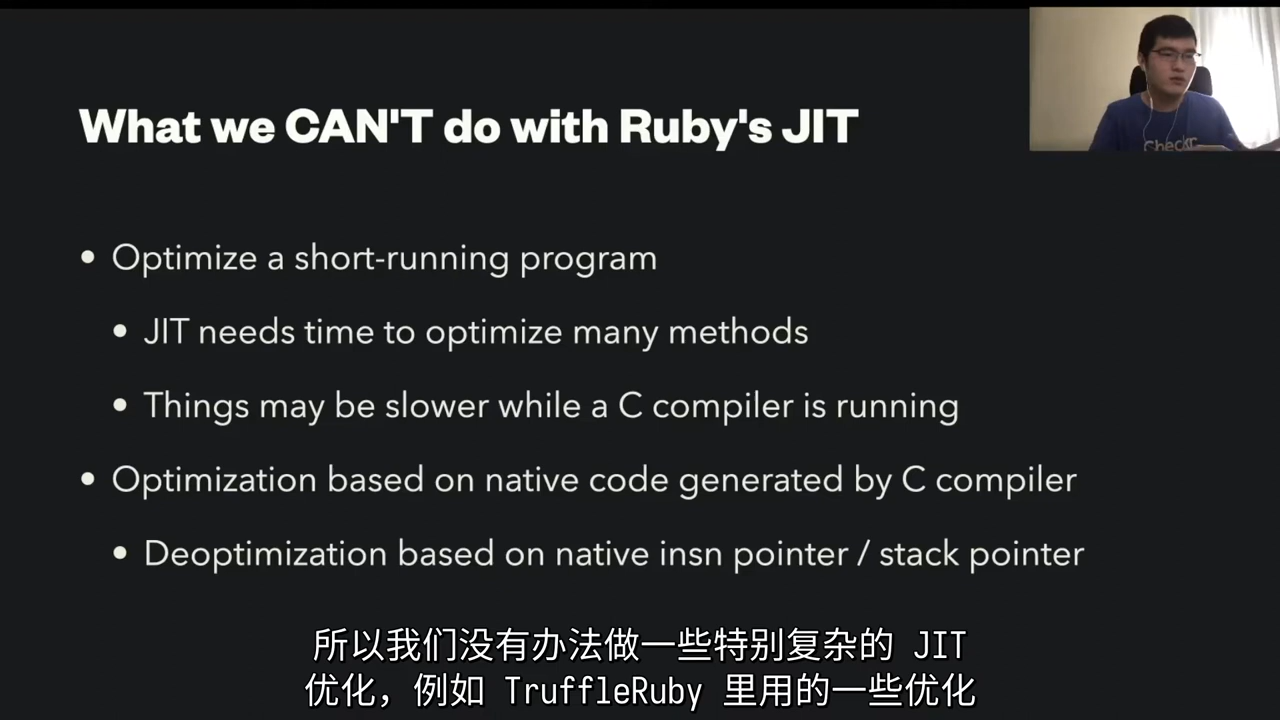 What we CAN'T do with Ruby's JIT
• Optimize a short-running program
• JIT needs time to optimize many methods
• Things may be slower while a C compiler is running
• Optimization based on native code generated by C compiler
• Deoptimization based on native insn pointer / stack pointer
Checkr
所以我们没有办法做一些特别复杂的 JIT
优化，例如 TruffleRuby 里用的一些优化